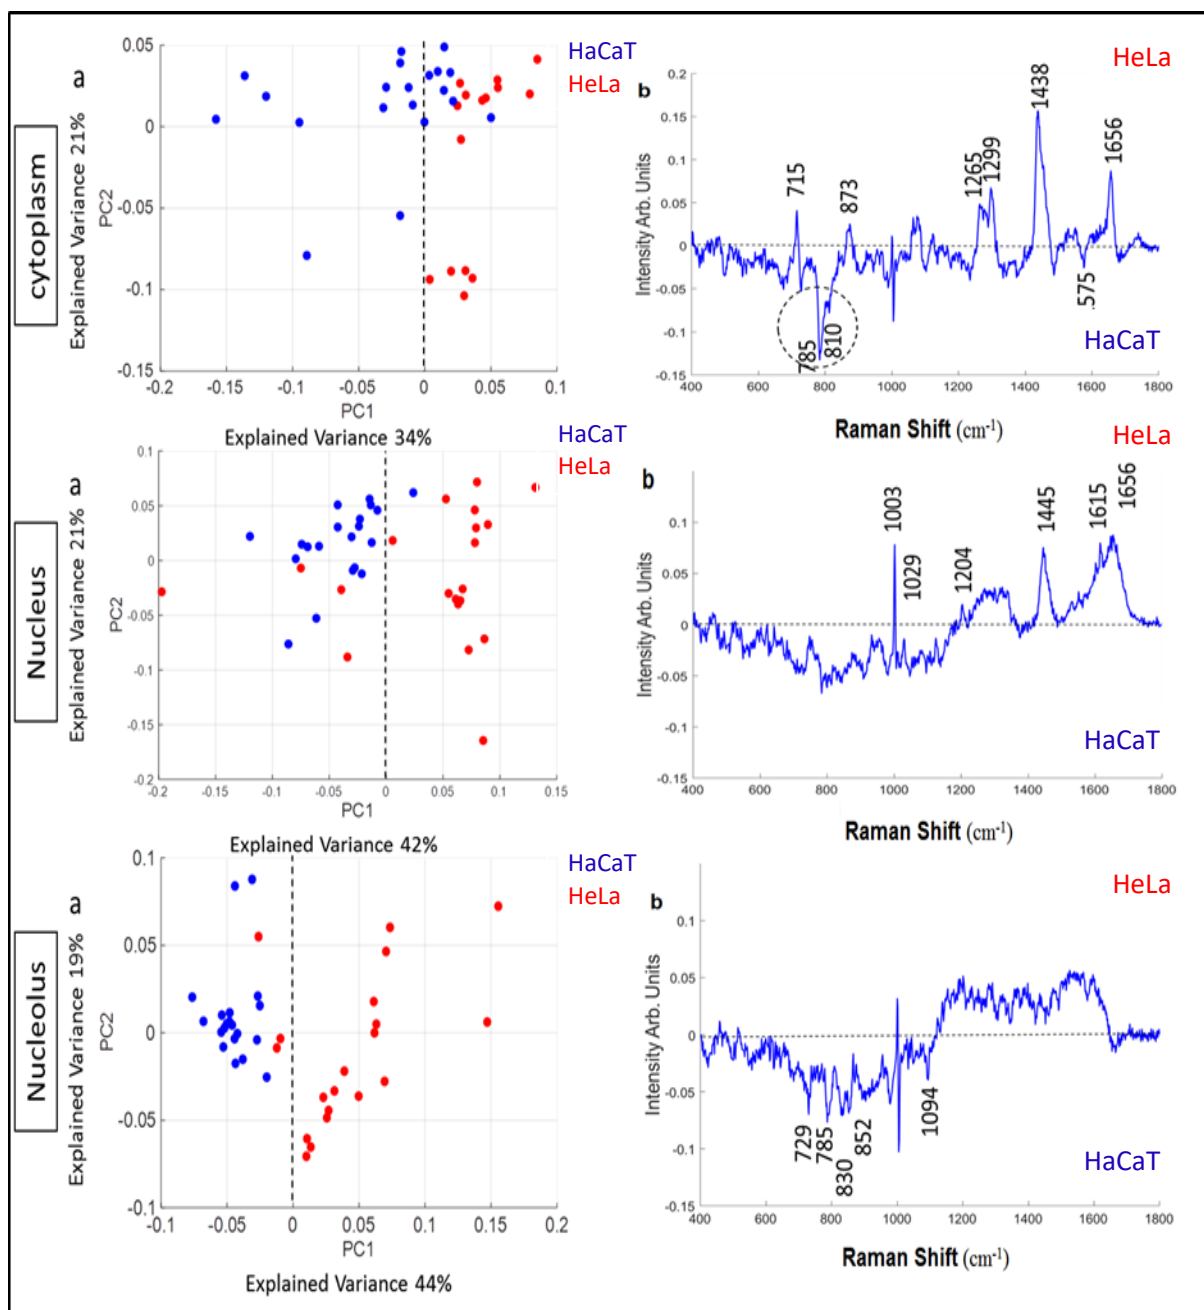 cytoplasm
a
Explained Variance 21%
PC2
0.05
0
-0.05
-0.1
-0.15
-0.2 -0.15 -0.1 -0.05 0 0.05 0.1
PC1
Explained Variance 34%
HaCaT
HeLa
b
HeLa
Intensity Arb. Units
0.2
0.15
0.1
0.05
0
-0.05
-0.1
-0.15
715
873
1265
1299
1438
1656
785
810
.575
HaCaT
400 600 800 1000 1200 1400 1600 1800
Raman Shift (cm⁻¹)
Nucleus
a
Explained Variance 21%
PC2
0.1
0.05
0
-0.05
-0.1
-0.15
-0.2
-0.2 -0.15 -0.1 -0.05 0 0.05 0.1 0.15
PC1
Explained Variance 42%
HaCaT
HeLa
b
HeLa
Intensity Arb. Units
0.1
0.05
0
-0.05
-0.1
-0.15
1003
1029
1204
1445
1615
1656
HaCaT
400 600 800 1000 1200 1400 1600 1800
Raman Shift (cm⁻¹)
Nucleolus
a
Explained Variance 19%
PC2
0.1
0.05
0
-0.05
-0.1
-0.1 -0.05 0 0.05 0.1 0.15 0.2
PC1
Explained Variance 44%
HaCaT
HeLa
b
HeLa
Intensity Arb. Units
0.1
0.05
0
-0.05
-0.1
-0.15
729
785
830
852
1094
HaCaT
400 600 800 1000 1200 1400 1600 1800
Raman Shift (cm⁻¹)